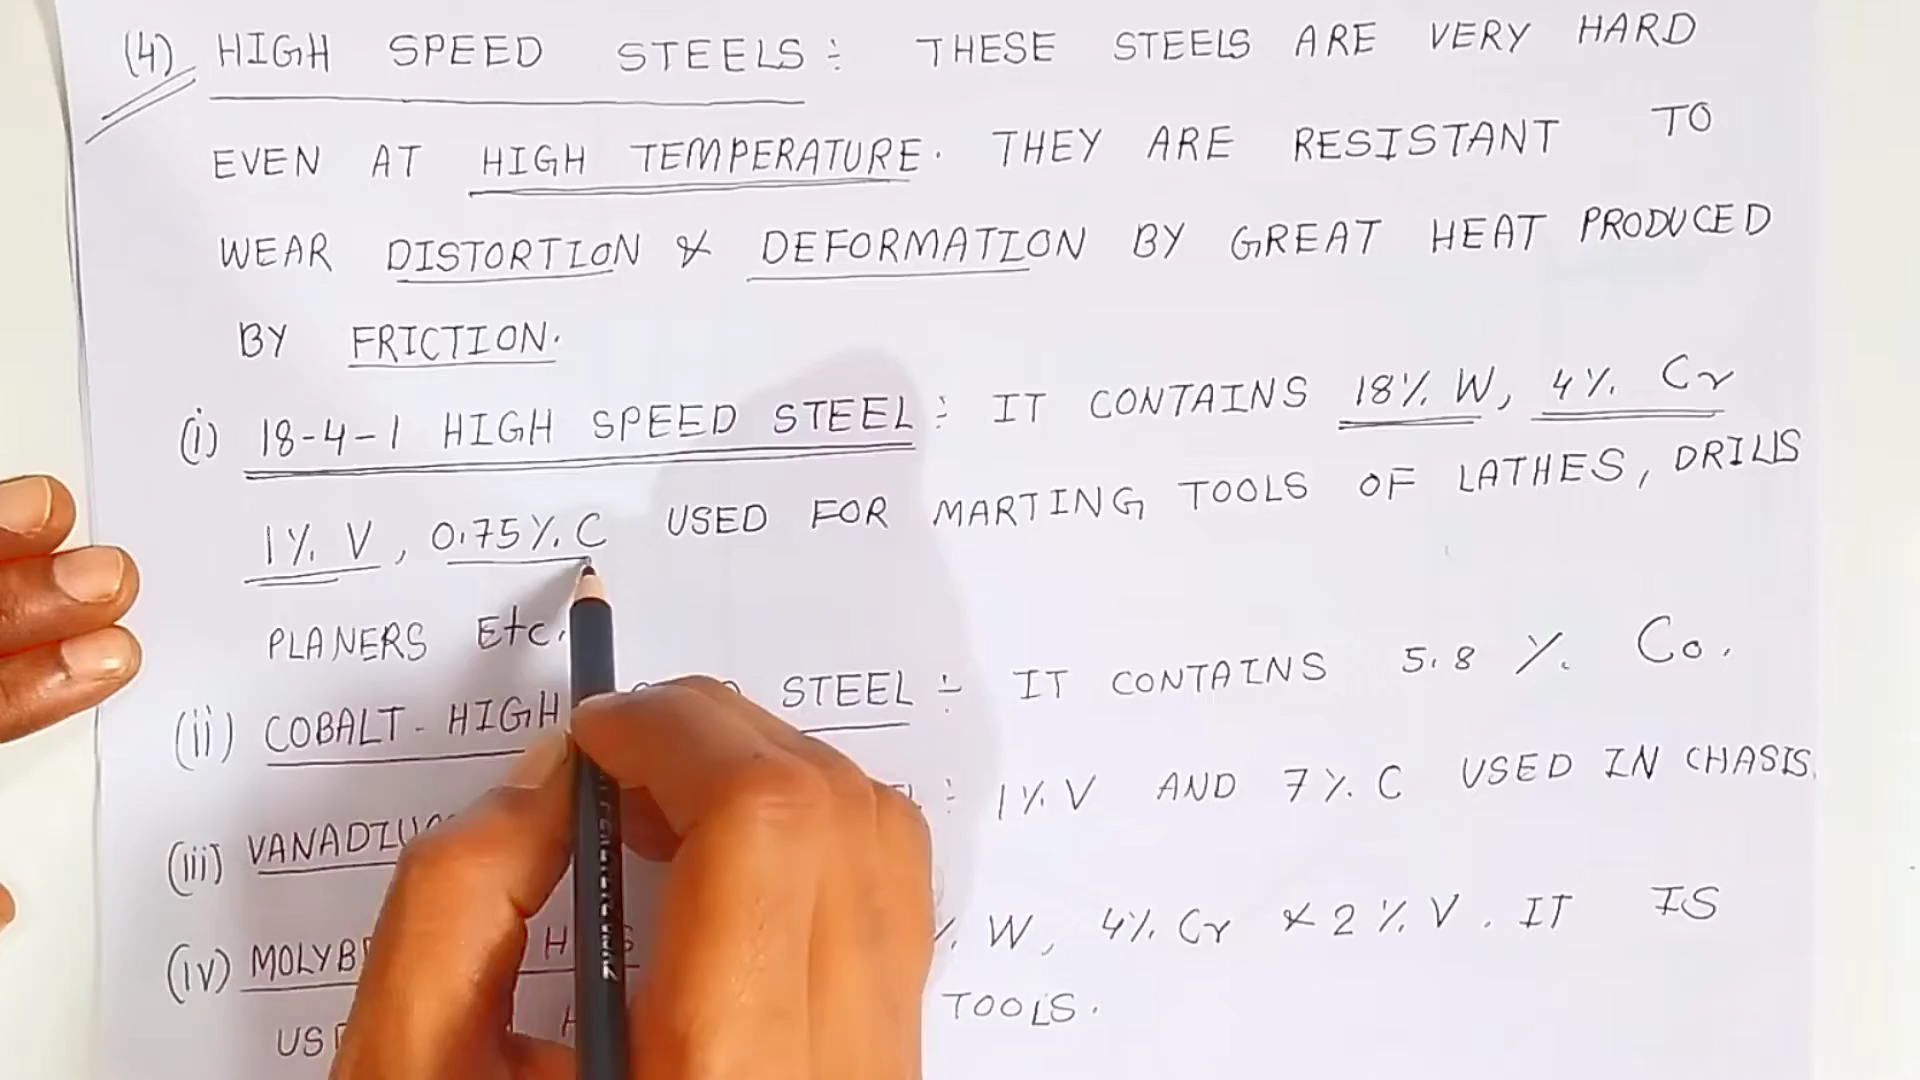 (4) HIGH SPEED STEELS ÷ THESE STEELS ARE VERY HARD
EVEN AT HIGH TEMPERATURE. THEY ARE RESISTANT TO
WEAR DISTORTION & DEFORMATION BY GREAT HEAT PRODUCED
BY FRICTION.
(i) 18-4-1 HIGH SPEED STEEL ÷ IT CONTAINS 18% W, 4% Cr
1% V, 0.75% C USED FOR MARTING TOOLS OF LATHES, DRILLS
PLANERS Etc.
(ii) COBALT-HIGH STEEL ÷ IT CONTAINS 5.8 % Co.
(iii) ÷ 1% V AND 7% C USED IN CHASIS.
(iv) W, 4% Cr & 2% V. IT IS
TOOLS.